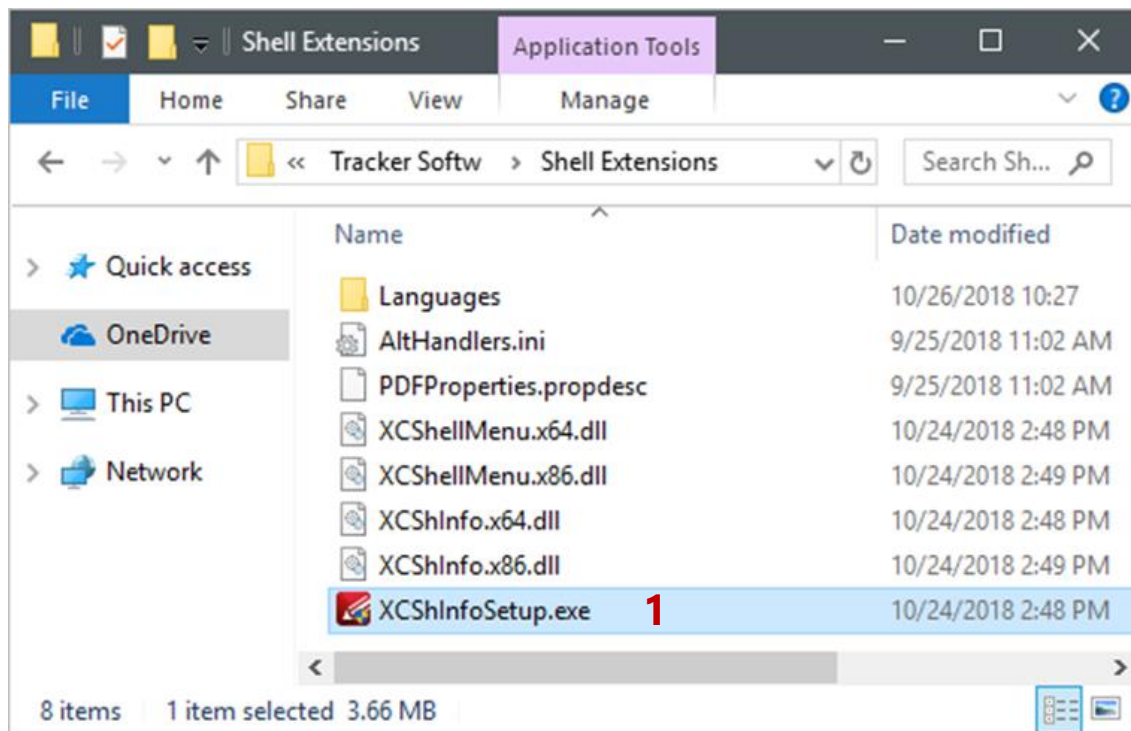 Shell Extensions
Application Tools
File Home Share View Manage
« Tracker Softw > Shell Extensions Search Sh...
Name Date modified
Quick access
OneDrive
This PC
Network
Languages 10/26/2018 10:27
AltHandlers.ini 9/25/2018 11:02 AM
PDFProperties.propdesc 9/25/2018 11:02 AM
XCShellMenu.x64.dll 10/24/2018 2:48 PM
XCShellMenu.x86.dll 10/24/2018 2:49 PM
XCShInfo.x64.dll 10/24/2018 2:48 PM
XCShInfo.x86.dll 10/24/2018 2:49 PM
XCShInfoSetup.exe 1 10/24/2018 2:48 PM
8 items 1 item selected 3.66 MB